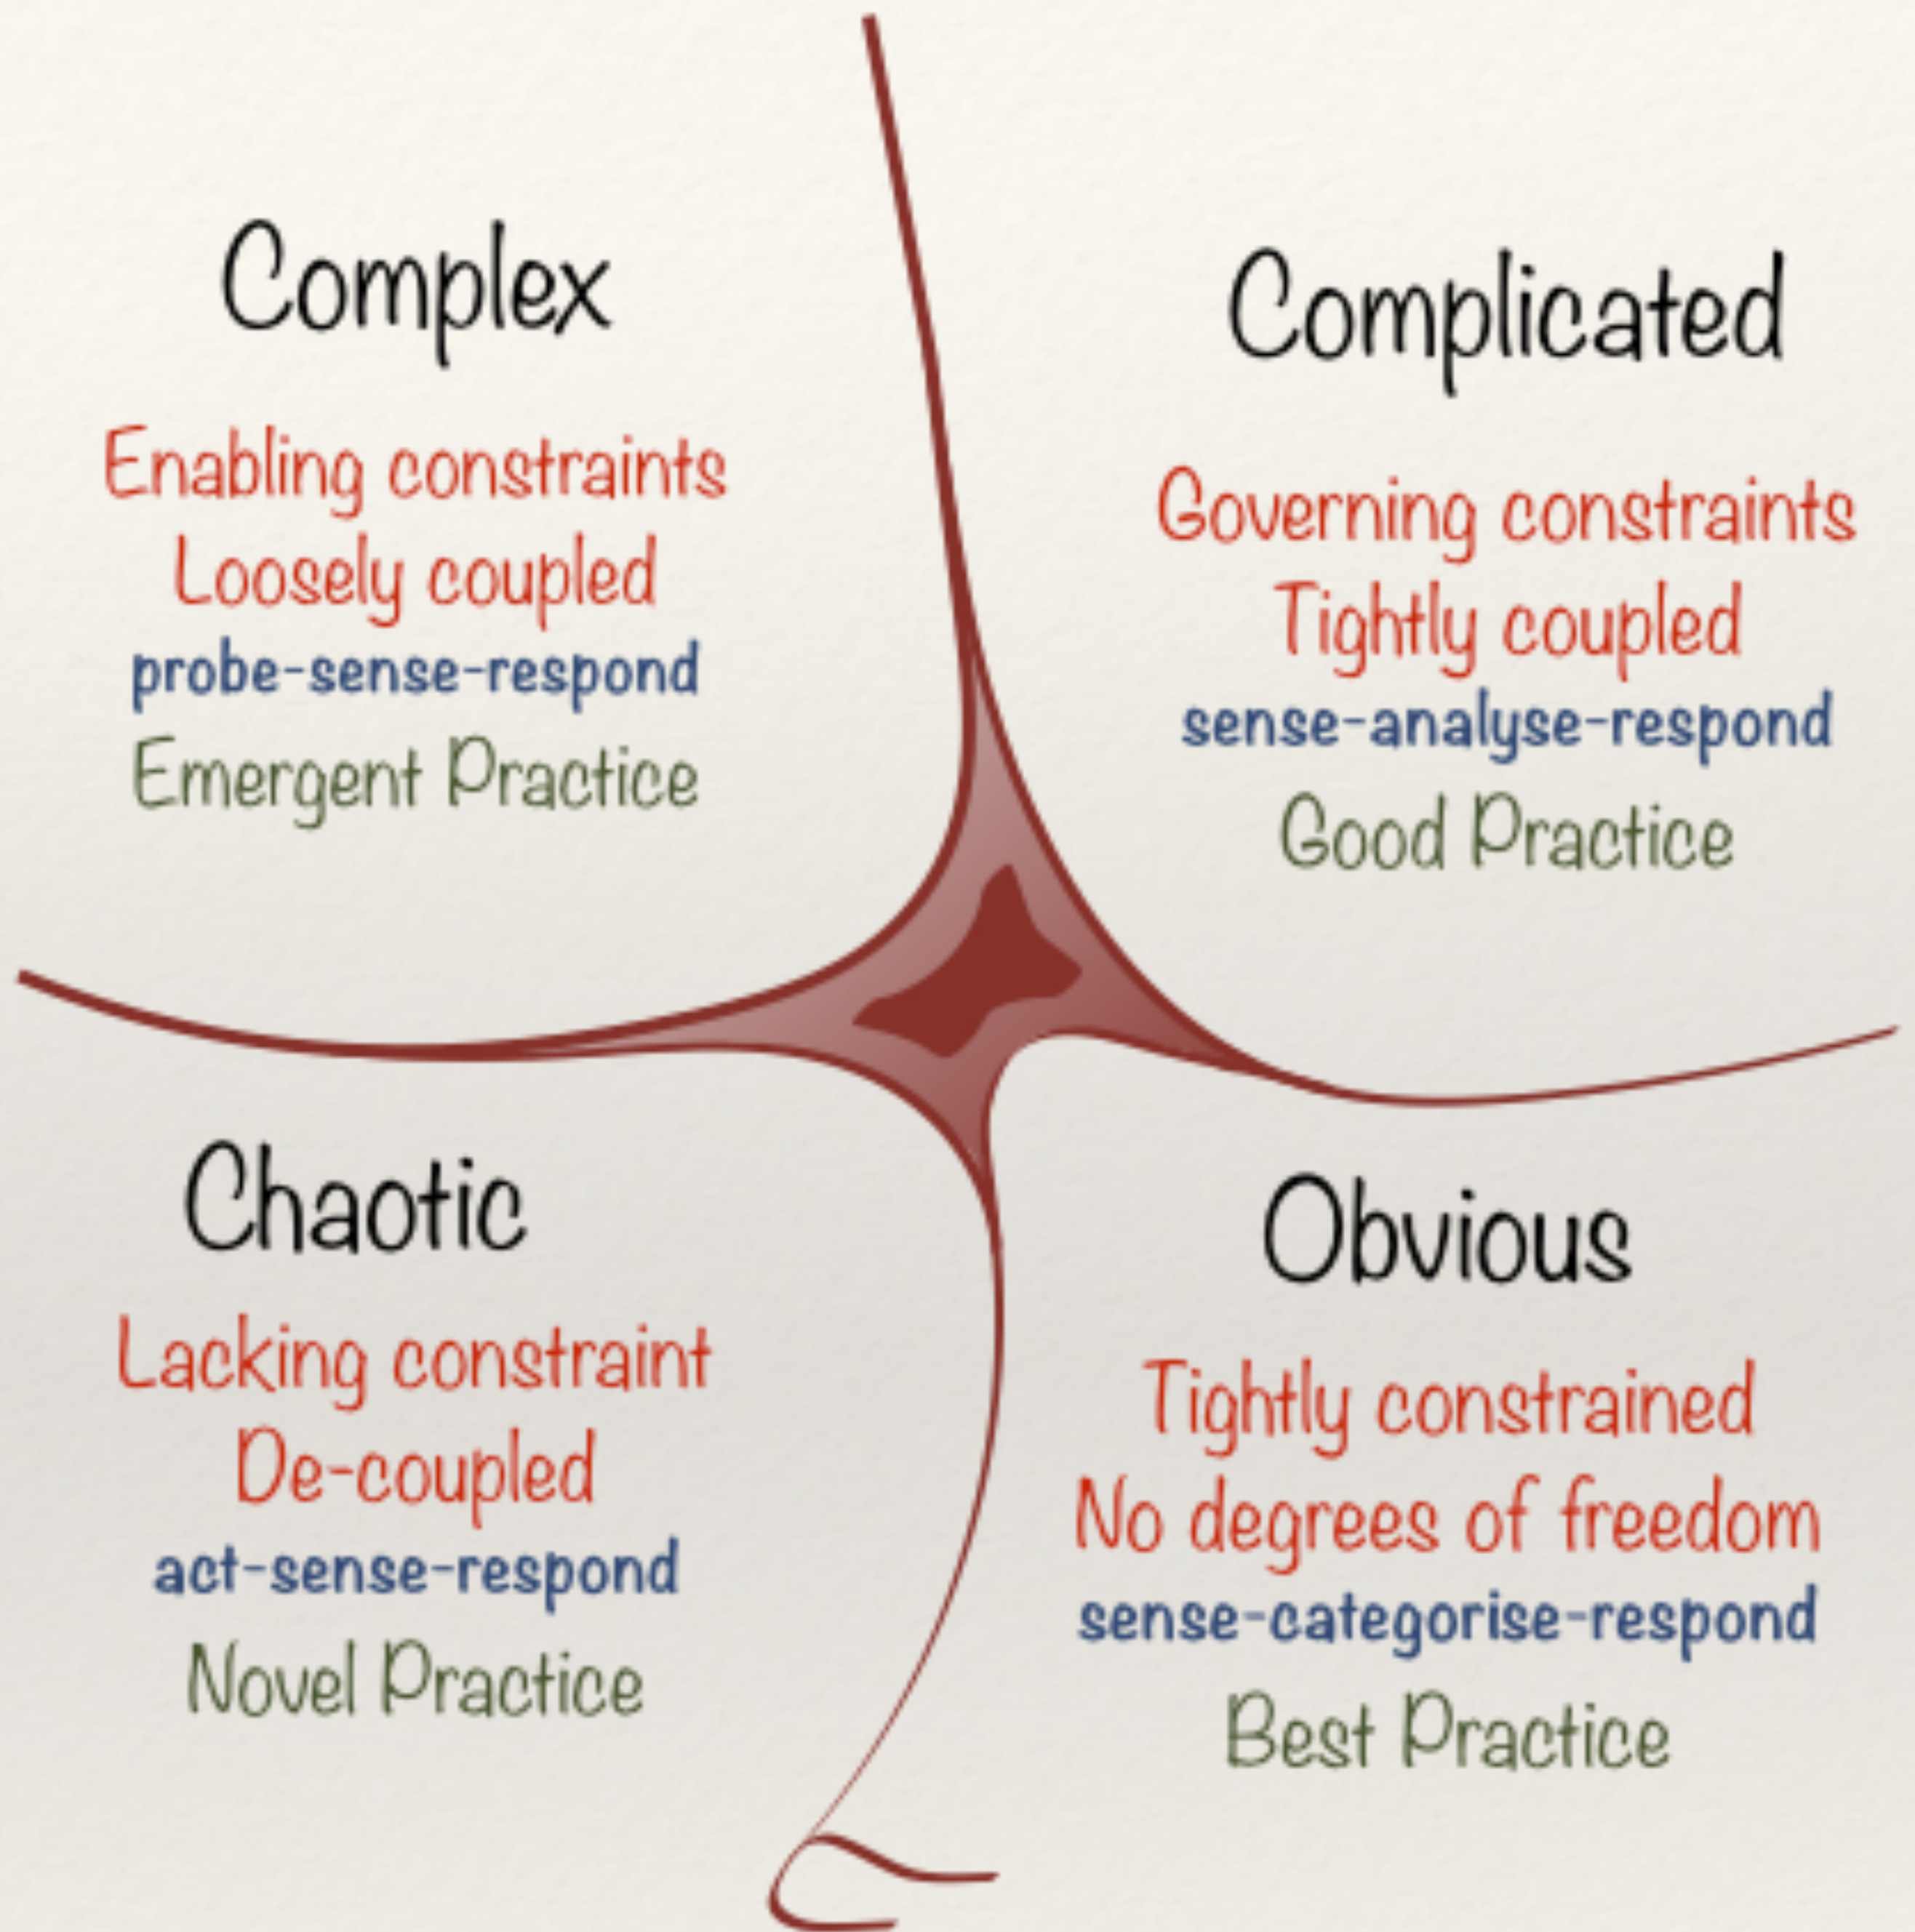 Complex
Enabling constraints
Loosely coupled
probe-sense-respond
Emergent Practice
Complicated
Governing constraints
Tightly coupled
sense-analyse-respond
Good Practice
Chaotic
Lacking constraint
De-coupled
act-sense-respond
Novel Practice
Obvious
Tightly constrained
No degrees of freedom
sense-categorise-respond
Best Practice